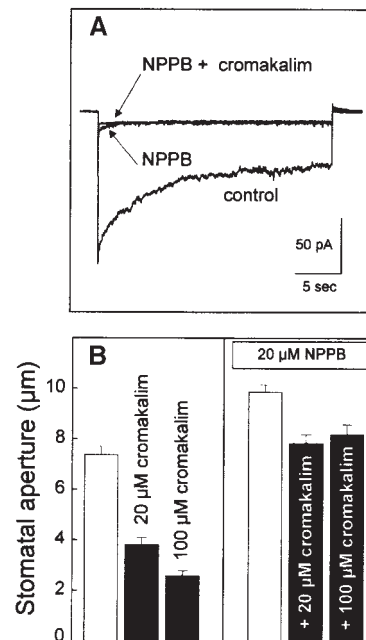 A
NPPB + cromakalim
NPPB
control
50 pA
5 sec
B
20 µM NPPB
Stomatal aperture (µm)
10
8
6
4
2
0
20 µM cromakalim
100 µM cromakalim
+ 20 µM cromakalim
+ 100 µM cromakalim